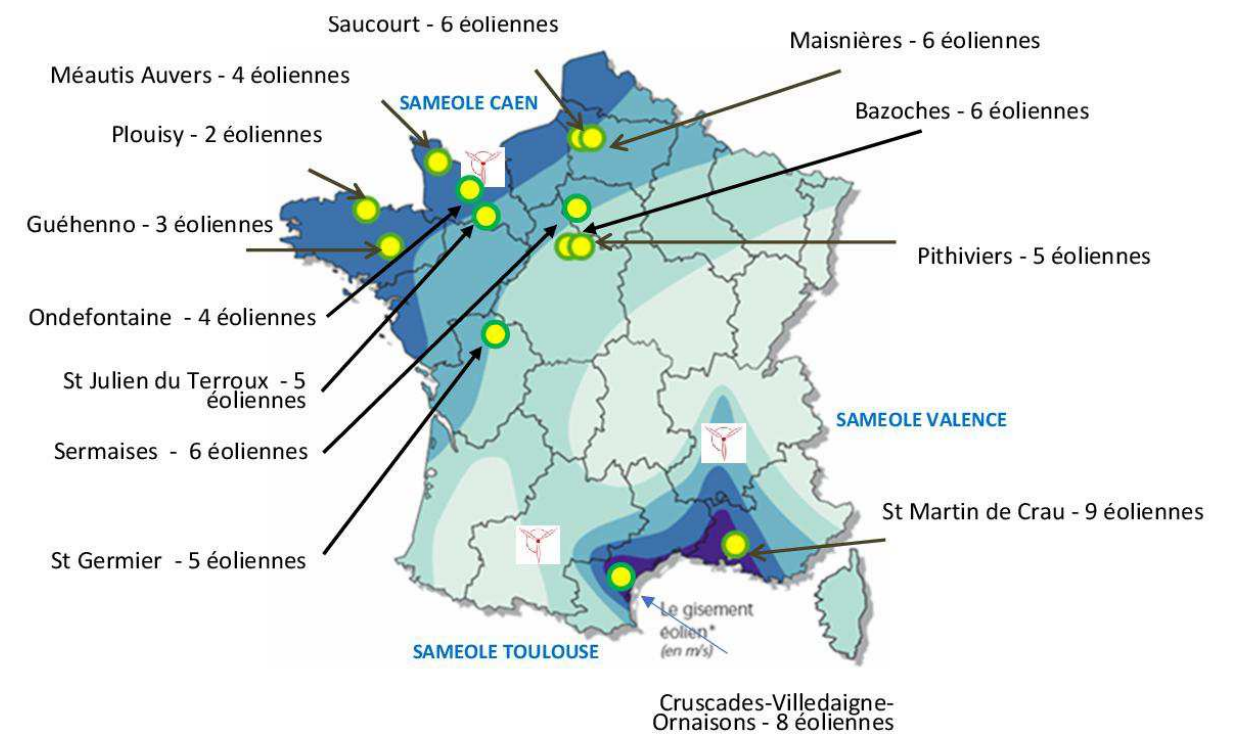 Saucourt - 6 éoliennes
Maisnières - 6 éoliennes
Méautis Auvers - 4 éoliennes
SAMEOLE CAEN
Bazoches - 6 éoliennes
Plouisy - 2 éoliennes
Guéhenno - 3 éoliennes
Pithiviers - 5 éoliennes
Ondefontaine - 4 éoliennes
St Julien du Terroux - 5
éoliennes
SAMEOLE VALENCE
Sermaises - 6 éoliennes
St Martin de Crau - 9 éoliennes
St Germier - 5 éoliennes
Le gisement
éolien*
(en m/s)
SAMEOLE TOULOUSE
Cruscades-Villedaigne-
Ornaisons - 8 éoliennes